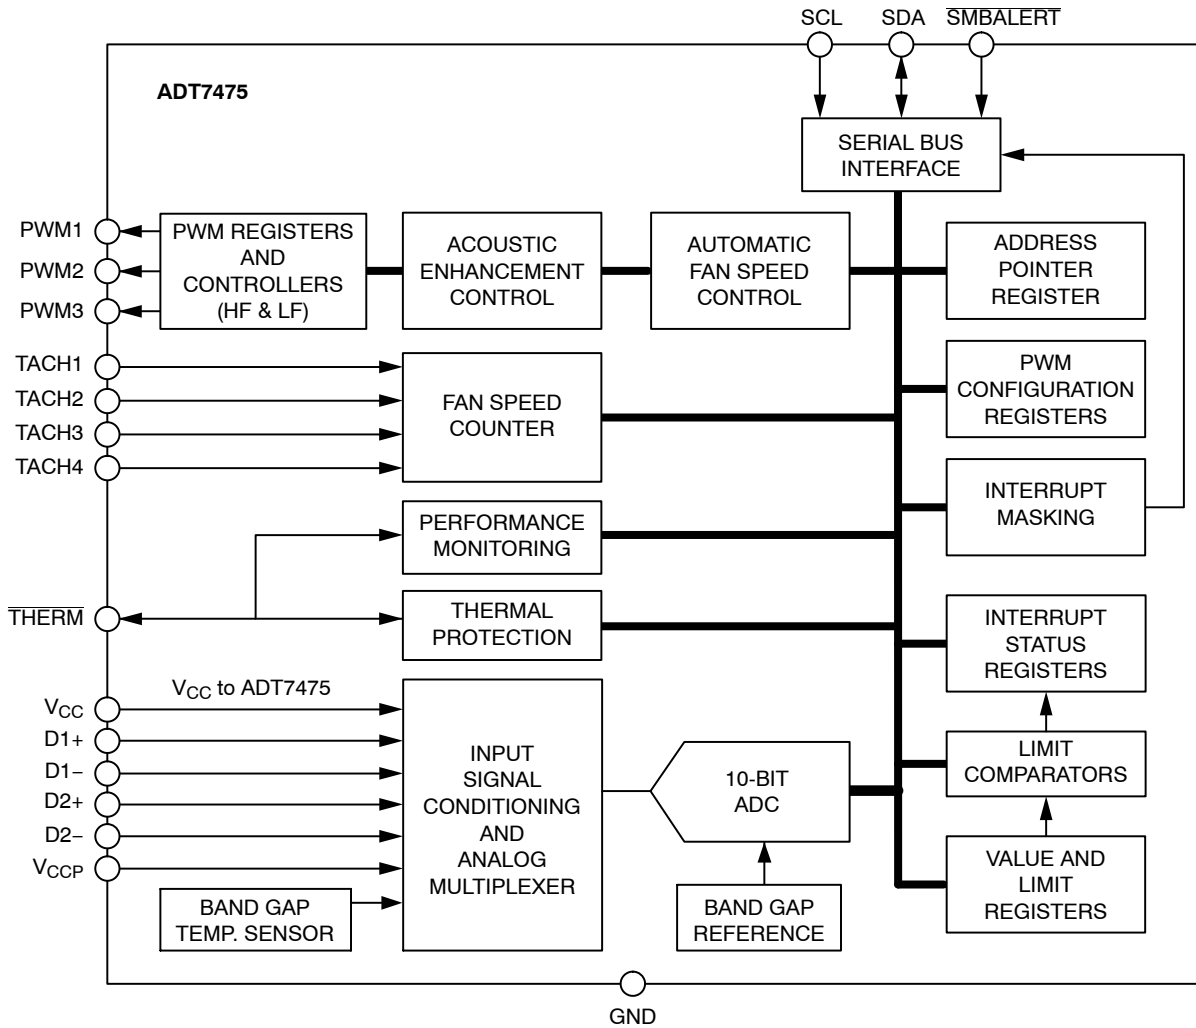 SCL SDA SMBALERT
ADT7475
SERIAL BUS
INTERFACE
PWM1
PWM2
PWM3
PWM REGISTERS
AND
CONTROLLERS
(HF & LF)
ACOUSTIC
ENHANCEMENT
CONTROL
AUTOMATIC
FAN SPEED
CONTROL
ADDRESS
POINTER
REGISTER
TACH1
TACH2
TACH3
TACH4
FAN SPEED
COUNTER
PWM
CONFIGURATION
REGISTERS
PERFORMANCE
MONITORING
INTERRUPT
MASKING
THERM
THERMAL
PROTECTION
INTERRUPT
STATUS
REGISTERS
VCC to ADT7475
VCC
D1+
D1−
D2+
D2−
VCCP
INPUT
SIGNAL
CONDITIONING
AND
ANALOG
MULTIPLEXER
10-BIT
ADC
LIMIT
COMPARATORS
BAND GAP
TEMP. SENSOR
BAND GAP
REFERENCE
VALUE AND
LIMIT
REGISTERS
GND